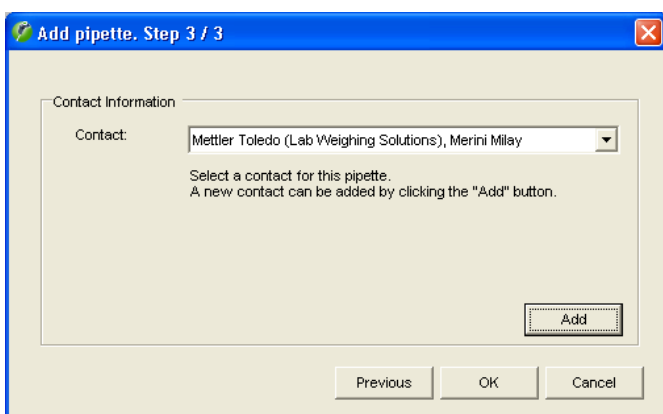 Add pipette. Step 3 / 3
Contact Information
Contact:
Mettler Toledo (Lab Weighing Solutions), Merini Milay
Select a contact for this pipette.
A new contact can be added by clicking the "Add" button.
Add
Previous
OK
Cancel